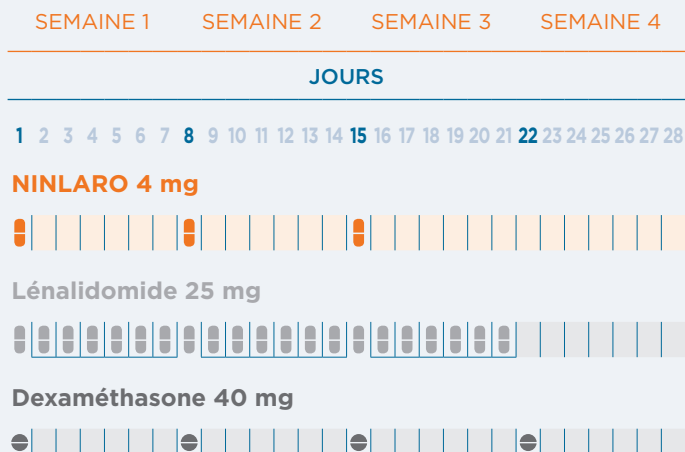 SEMAINE 1 SEMAINE 2 SEMAINE 3 SEMAINE 4
JOURS
1 2 3 4 5 6 7 8 9 10 11 12 13 14 15 16 17 18 19 20 21 22 23 24 25 26 27 28
NINLARO 4 mg
Lénalidomide 25 mg
Dexaméthasone 40 mg